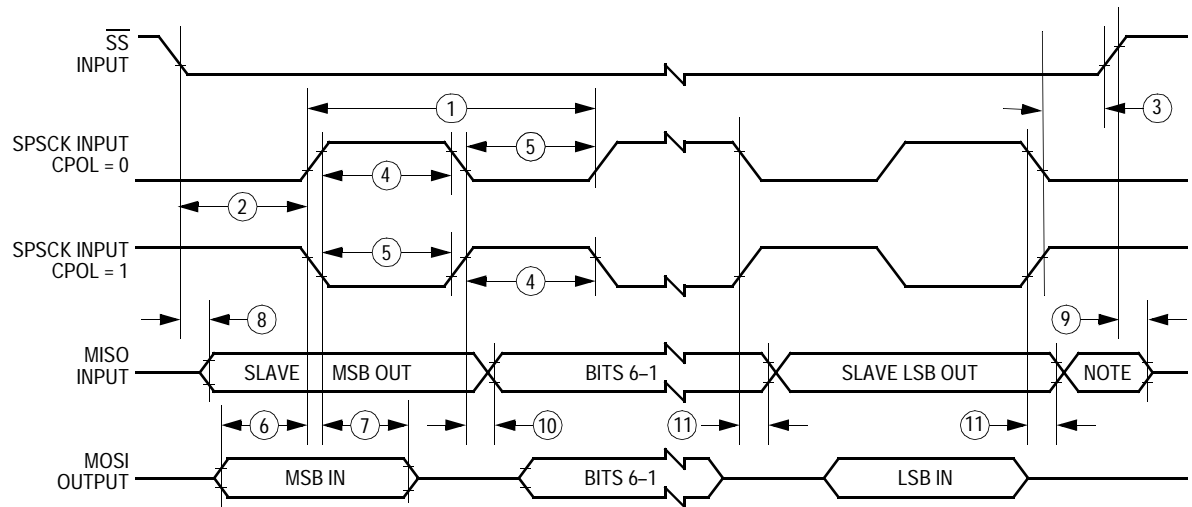 SS
INPUT
1
3
SPSCK INPUT
CPOL = 0
5
4
2
SPSCK INPUT
CPOL = 1
5
4
8
9
MISO
INPUT
SLAVE MSB OUT
BITS 6–1
SLAVE LSB OUT
NOTE
6
7
10
11
11
MOSI
OUTPUT
MSB IN
BITS 6–1
LSB IN